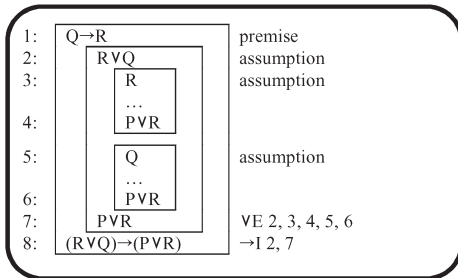 1: Q→R premise
2: R∨Q assumption
3: R assumption
...
4: P∨R
5: Q assumption
...
6: P∨R
7: P∨R ∨E 2, 3, 4, 5, 6
8: (R∨Q)→(P∨R) →I 2, 7